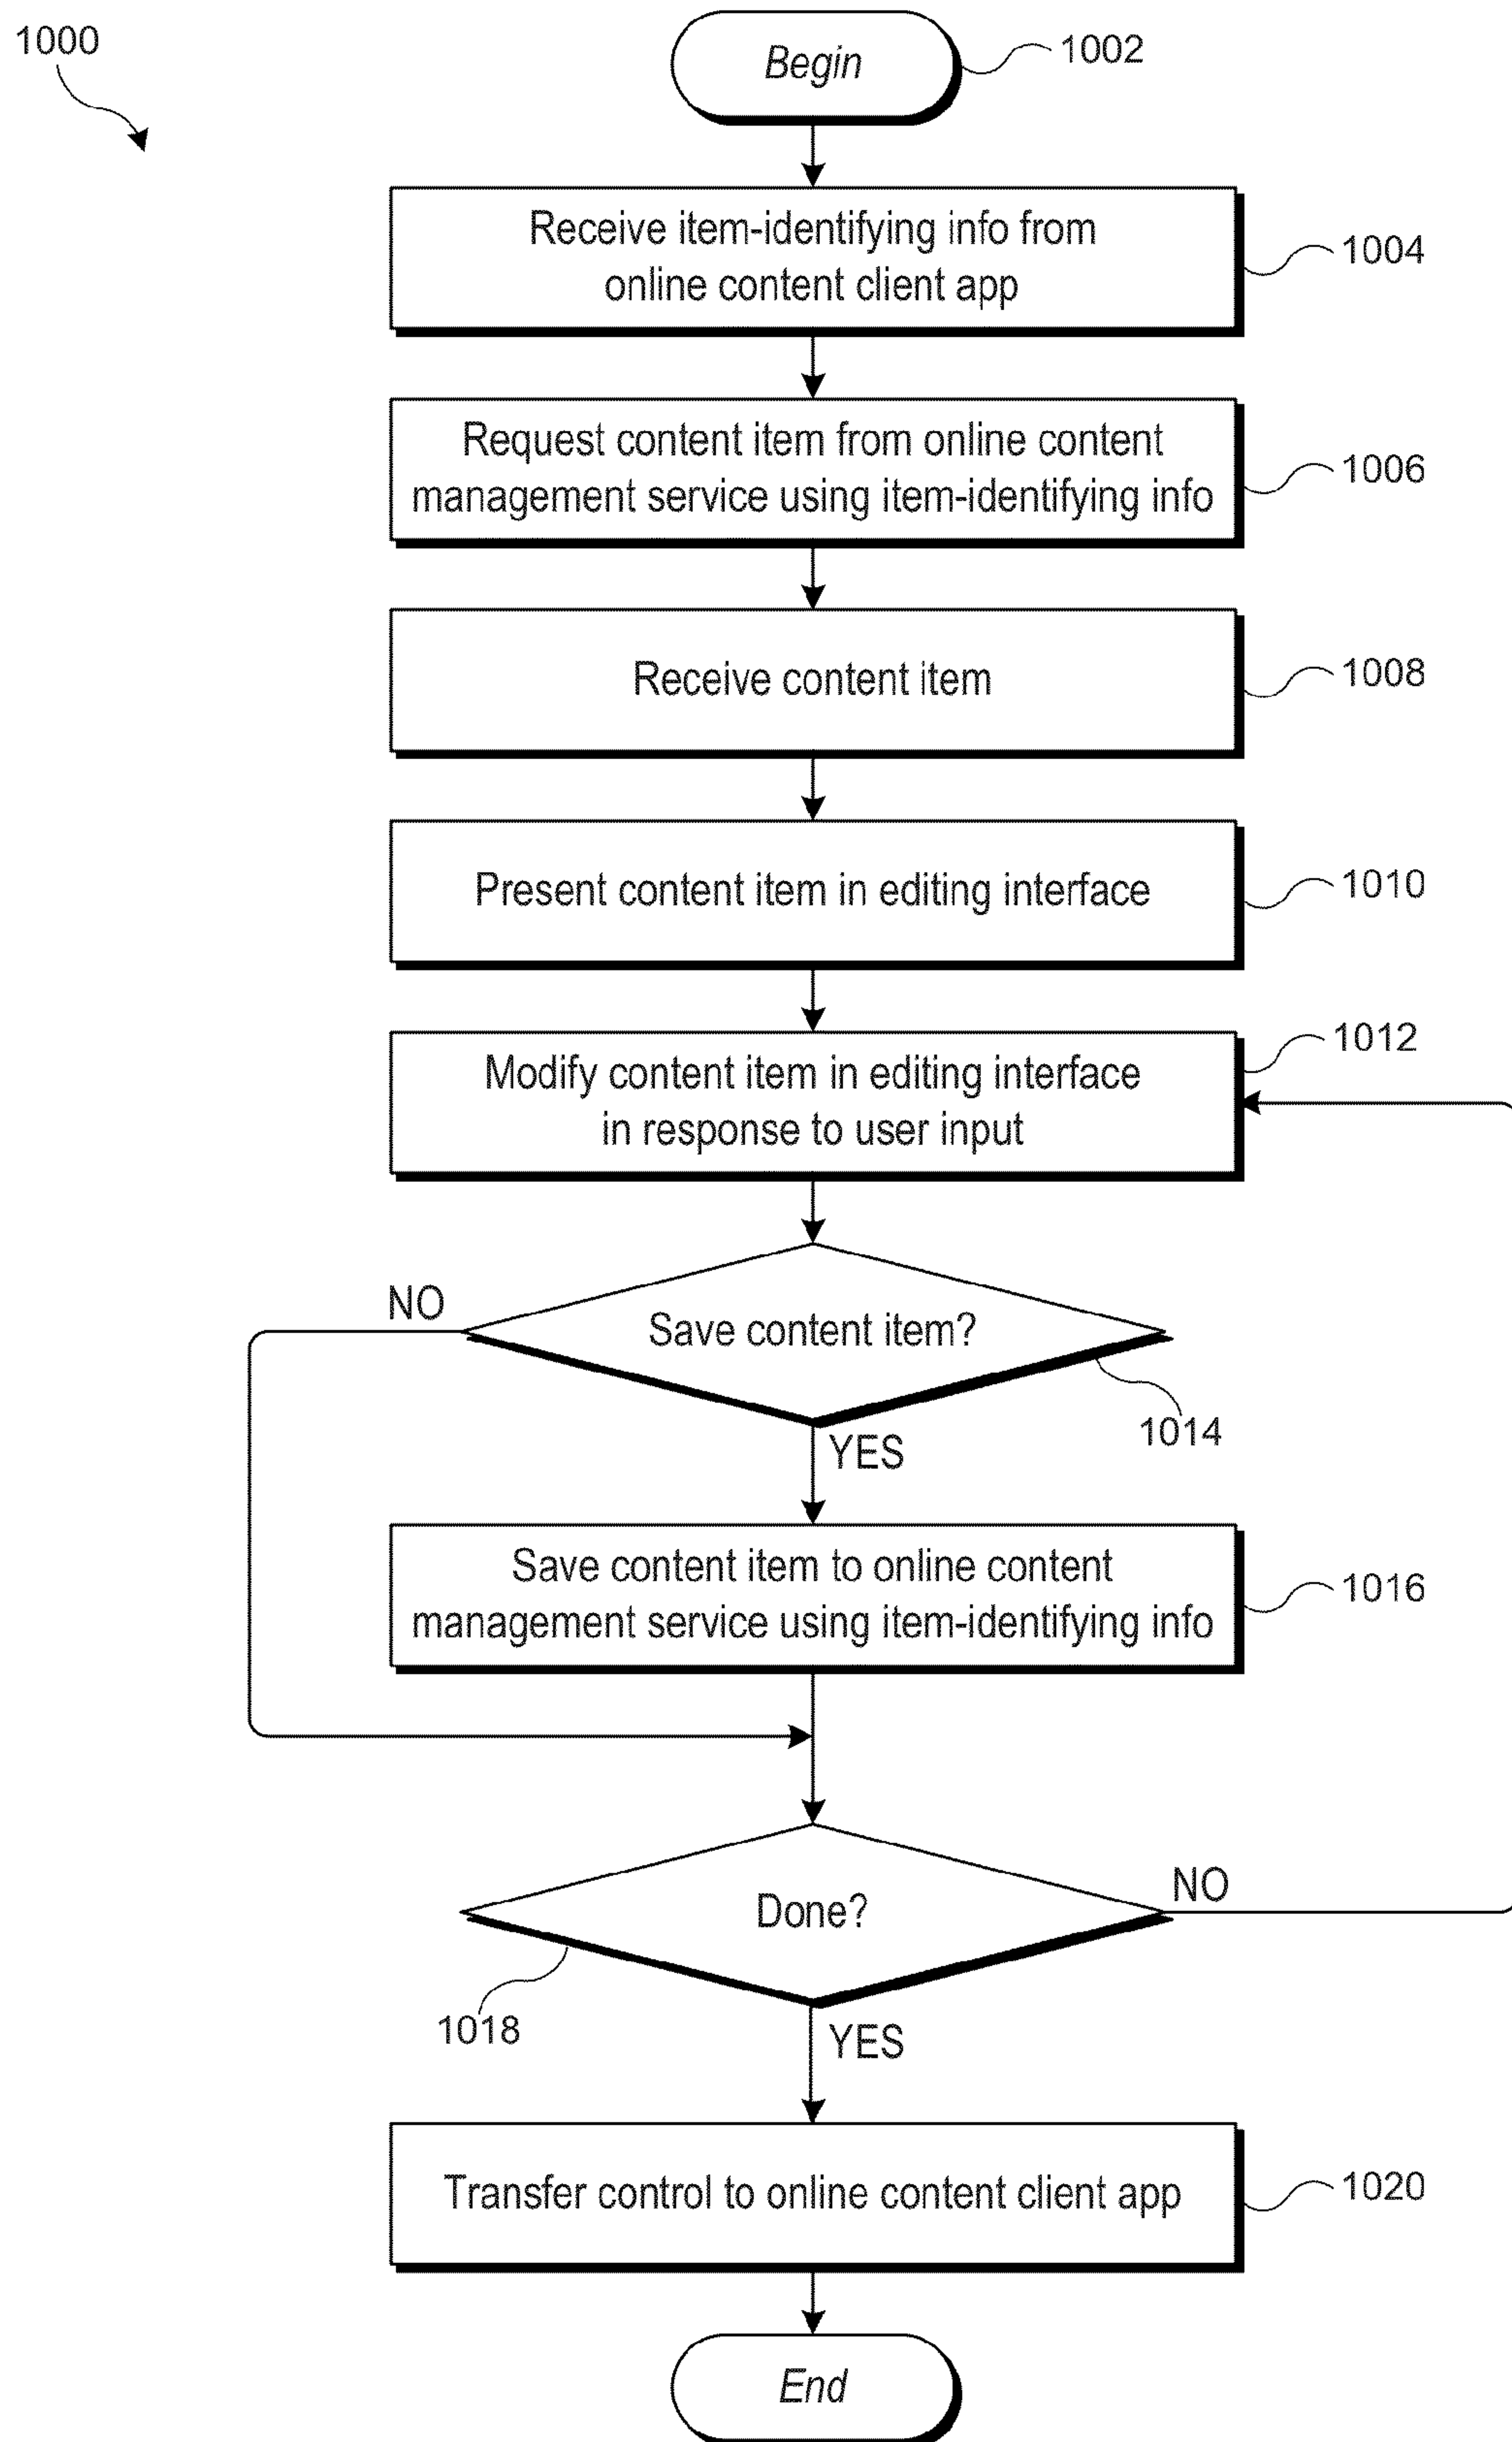 1000
Begin
1002
Receive item-identifying info from
online content client app
1004
Request content item from online content
management service using item-identifying info
1006
Receive content item
1008
Present content item in editing interface
1010
Modify content item in editing interface
in response to user input
1012
NO
Save content item?
1014
YES
Save content item to online content
management service using item-identifying info
1016
Done?
NO
1018
YES
Transfer control to online content client app
1020
End